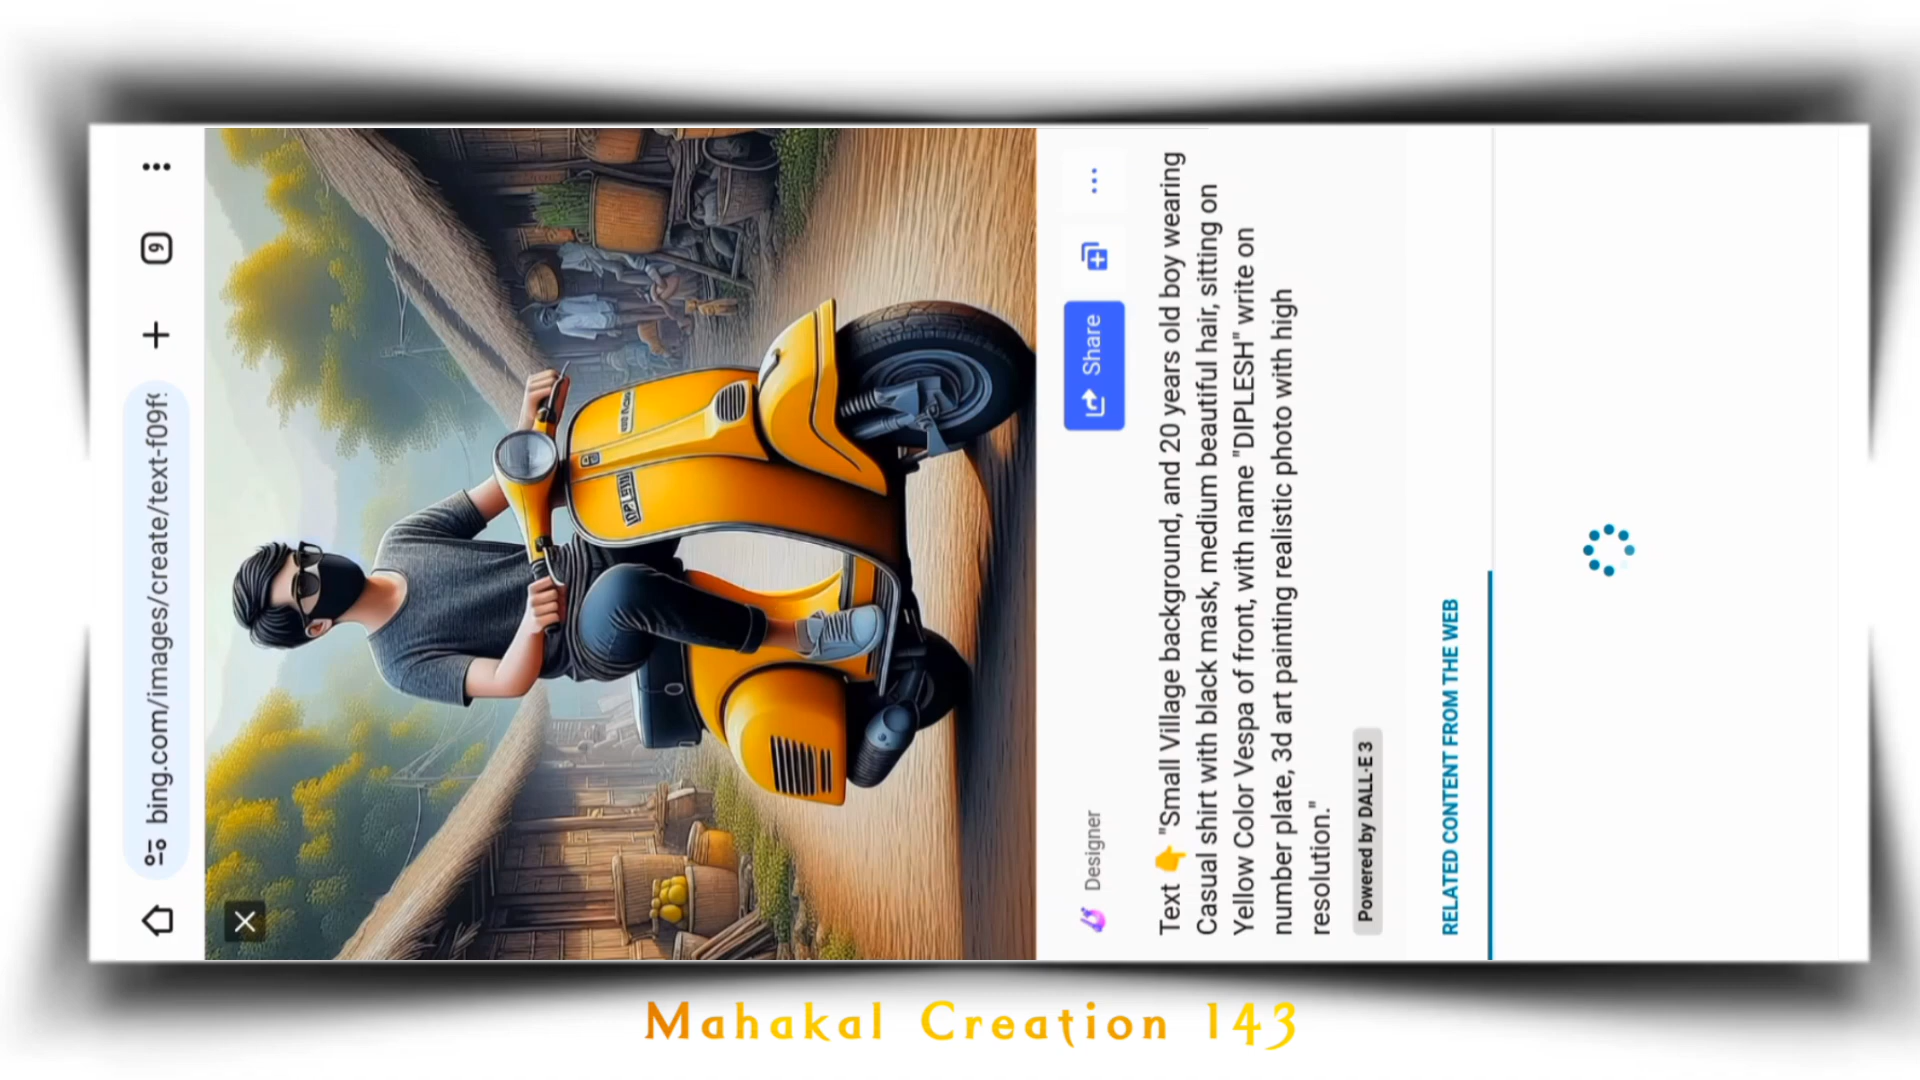 9
bing.com/images/create/text-f09f
Designer
Share
Text 👇 "Small Village background, and 20 years old boy wearing
Casual shirt with black mask, medium beautiful hair, sitting on
Yellow Color Vespa of front, with name "DIPLESH" write on
number plate, 3d art painting realistic photo with high
resolution."
Powered by DALL·E 3
RELATED CONTENT FROM THE WEB
Mahakal Creation 143